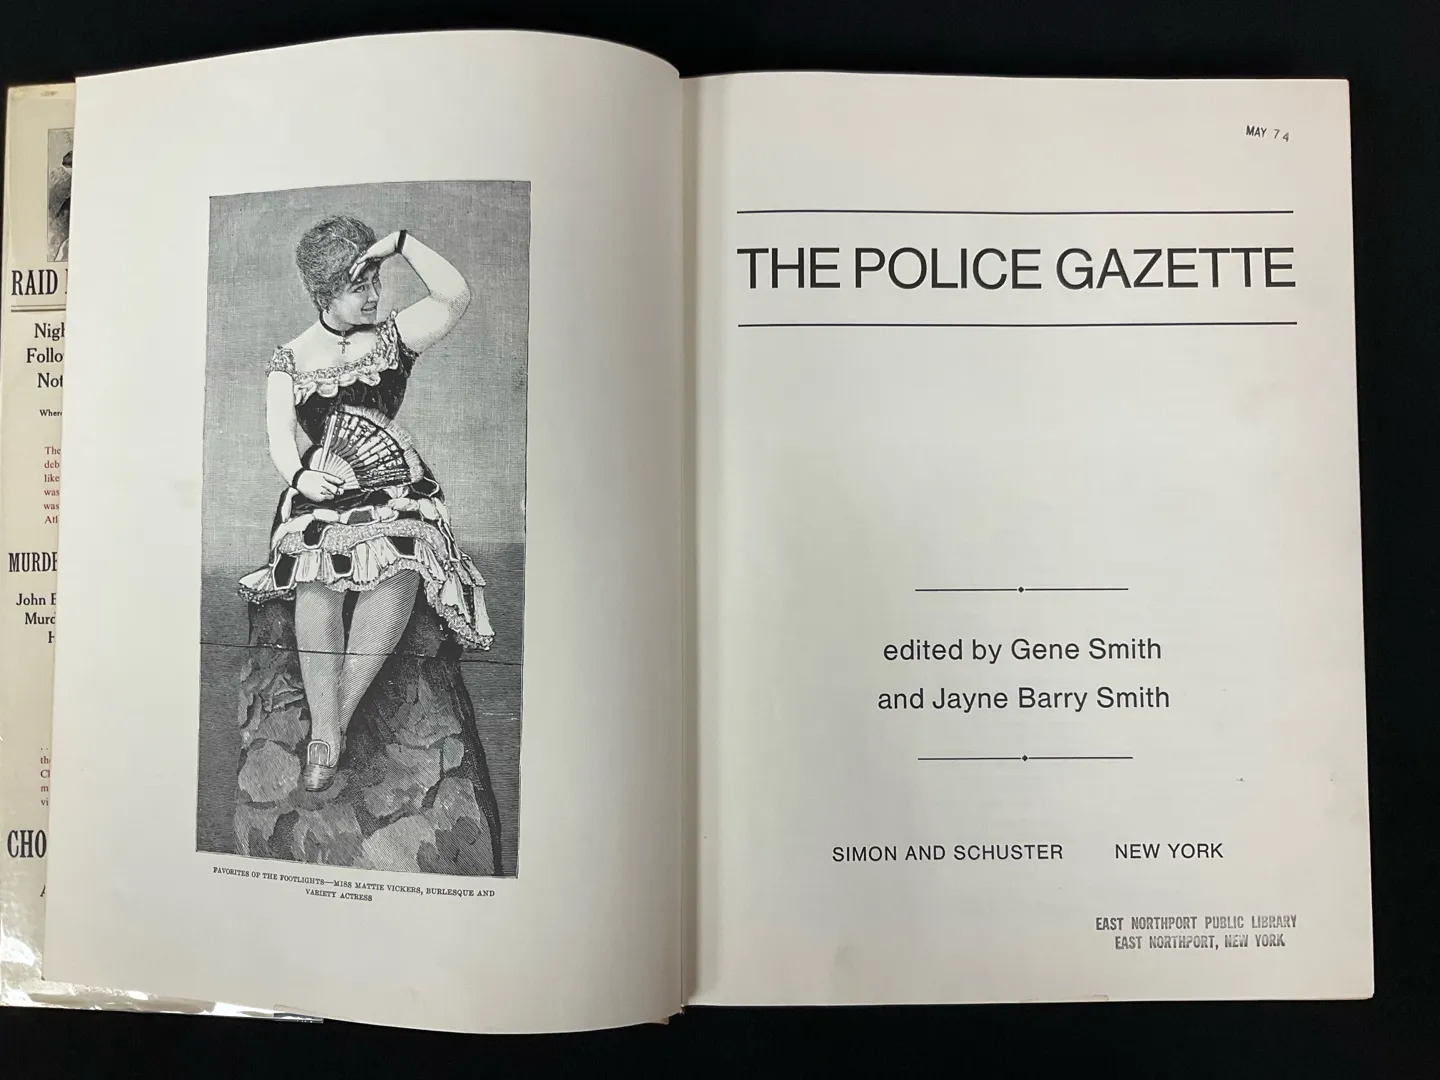 RAID
Nigh
Follo
Not
Where
The
deb
like
was
was
Atl
MURDE
John
Murd
H
th
m
vi
CHO
A
FAVORITES OF THE FOOTLIGHTS—MISS MATTIE VICKERS, BURLESQUE AND
VARIETY ACTRESS
MAY 74
THE POLICE GAZETTE
edited by Gene Smith
and Jayne Barry Smith
SIMON AND SCHUSTER NEW YORK
EAST NORTHPORT PUBLIC LIBRARY
EAST NORTHPORT, NEW YORK